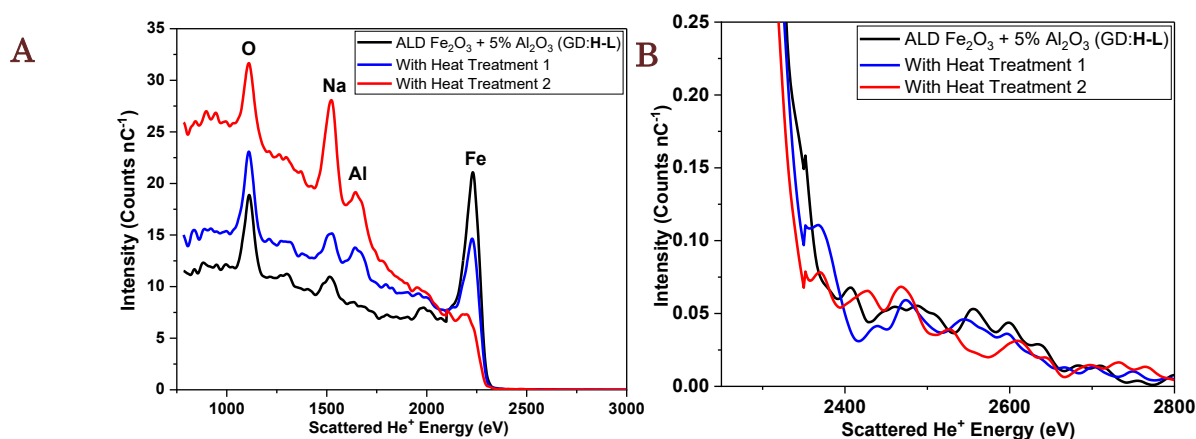 A
O
Na
Al
Fe
ALD Fe₂O₃ + 5% Al₂O₃ (GD:H-L)
With Heat Treatment 1
With Heat Treatment 2
Intensity (Counts nC⁻¹)
35
30
25
20
15
10
5
0
1000 1500 2000 2500 3000
Scattered He⁺ Energy (eV)
B
ALD Fe₂O₃ + 5% Al₂O₃ (GD:H-L)
With Heat Treatment 1
With Heat Treatment 2
Intensity (Counts nC⁻¹)
0.25
0.20
0.15
0.10
0.05
0.00
2400 2600 2800
Scattered He⁺ Energy (eV)